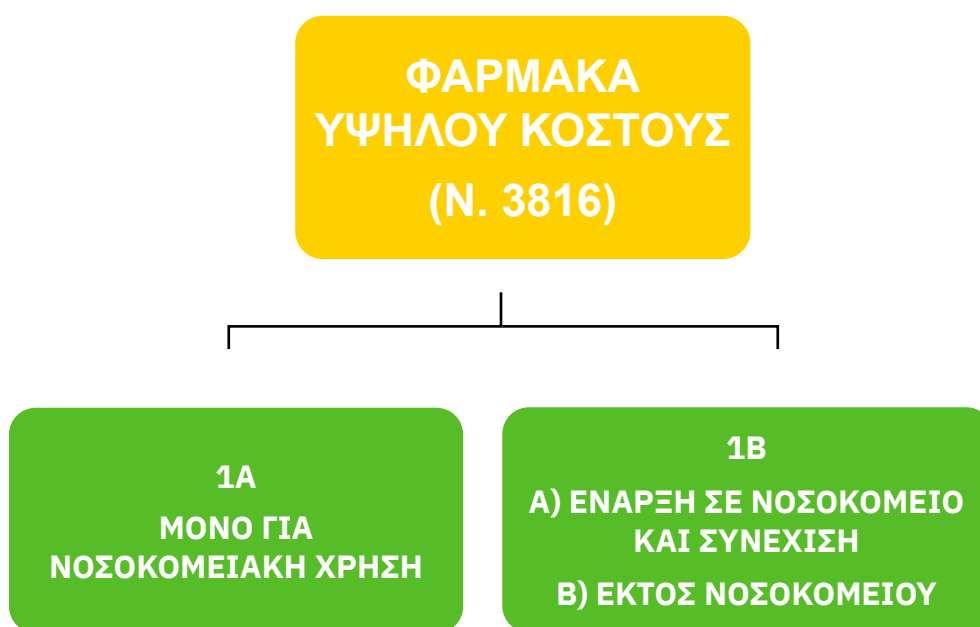 ΦΑΡΜΑΚΑ
ΥΨΗΛΟΥ ΚΟΣΤΟΥΣ
(Ν. 3816)
1Α
ΜΟΝΟ ΓΙΑ
ΝΟΣΟΚΟΜΕΙΑΚΗ ΧΡΗΣΗ
1Β
Α) ΕΝΑΡΞΗ ΣΕ ΝΟΣΟΚΟΜΕΙΟ
ΚΑΙ ΣΥΝΕΧΙΣΗ
Β) ΕΚΤΟΣ ΝΟΣΟΚΟΜΕΙΟΥ